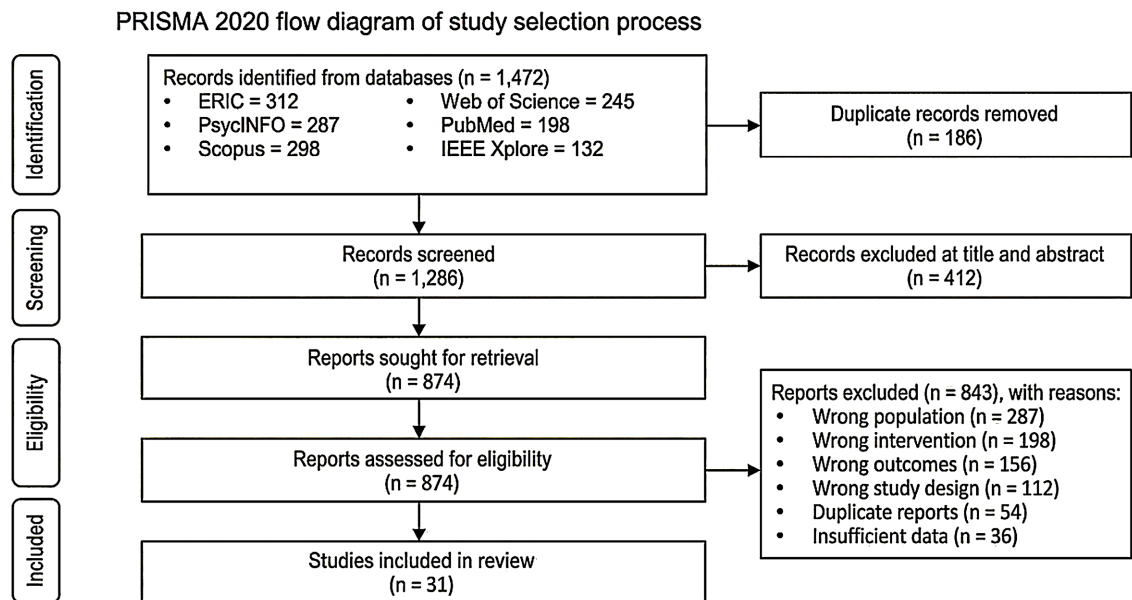 PRISMA 2020 flow diagram of study selection process
Identification
Records identified from databases (n = 1,472)
• ERIC = 312
• PsycINFO = 287
• Scopus = 298
• Web of Science = 245
• PubMed = 198
• IEEE Xplore = 132
Duplicate records removed
(n = 186)
Screening
Records screened
(n = 1,286)
Records excluded at title and abstract
(n = 412)
Eligibility
Reports sought for retrieval
(n = 874)
Reports assessed for eligibility
(n = 874)
Reports excluded (n = 843), with reasons:
• Wrong population (n = 287)
• Wrong intervention (n = 198)
• Wrong outcomes (n = 156)
• Wrong study design (n = 112)
• Duplicate reports (n = 54)
• Insufficient data (n = 36)
Included
Studies included in review
(n = 31)